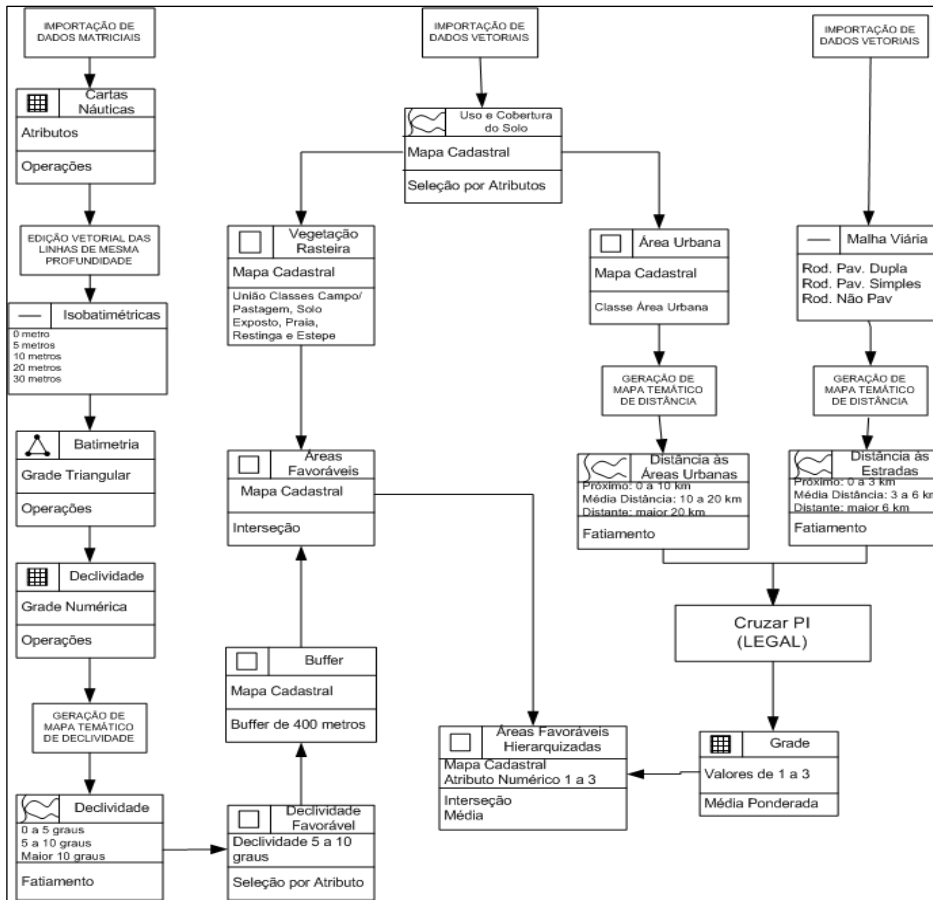 IMPORTAÇÃO DE
DADOS MATRICIAIS
Cartas
Náuticas
Atributos
Operações
EDIÇÃO VETORIAL DAS
LINHAS DE MESMA
PROFUNDIDADE
Isobatimétricas
0 metro
5 metros
10 metros
20 metros
30 metros
Batimetria
Grade Triangular
Operações
Declividade
Grade Numérica
Operações
GERAÇÃO DE
MAPA TEMÁTICO
DE DECLIVIDADE
Declividade
0 a 5 graus
5 a 10 graus
Maior 10 graus
Fatiamento
Declividade
Favorável
Declividade 5 a 10
graus
Seleção por Atributo
Buffer
Mapa Cadastral
Buffer de 400 metros
IMPORTAÇÃO DE
DADOS VETORIAIS
Uso e Cobertura
do Solo
Mapa Cadastral
Seleção por Atributos
Vegetação
Rasteira
Mapa Cadastral
União Classes Campo/
Pastagem, Solo
Exposto, Praia,
Restinga e Estepe
Áreas
Favoráveis
Mapa Cadastral
Interseção
Área Urbana
Mapa Cadastral
Classe Área Urbana
GERAÇÃO DE
MAPA TEMÁTICO
DE DISTÂNCIA
Distância às
Áreas Urbanas
Próximo: 0 a 10 km
Média Distância: 10 a 20 km
Distante: maior 20 km
Fatiamento
IMPORTAÇÃO DE
DADOS VETORIAIS
Malha Viária
Rod. Pav. Dupla
Rod. Pav. Simples
Rod. Não Pav
GERAÇÃO DE
MAPA TEMÁTICO
DE DISTÂNCIA
Distância às
Estradas
Próximo: 0 a 3 km
Média Distância: 3 a 6 km
Distante: maior 6 km
Fatiamento
Cruzar PI
(LEGAL)
Grade
Valores de 1 a 3
Média Ponderada
Áreas Favoráveis
Hierarquizadas
Mapa Cadastral
Atributo Numérico 1 a 3
Interseção
Média